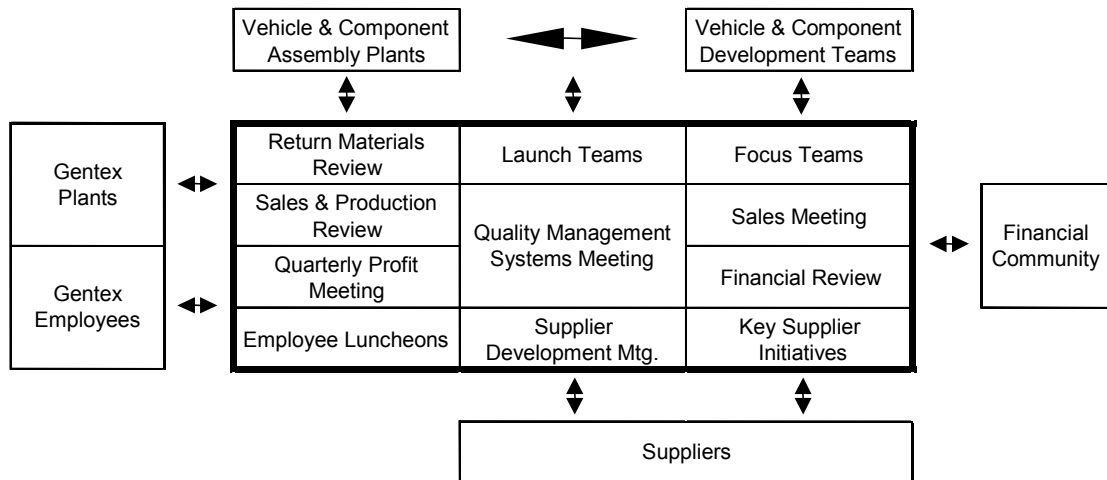 Vehicle & Component
Assembly Plants
Vehicle & Component
Development Teams
Gentex
Plants
Gentex
Employees
Return Materials
Review
Launch Teams
Focus Teams
Sales & Production
Review
Quality Management
Systems Meeting
Sales Meeting
Quarterly Profit
Meeting
Financial Review
Employee Luncheons
Supplier
Development Mtg.
Key Supplier
Initiatives
Financial
Community
Suppliers